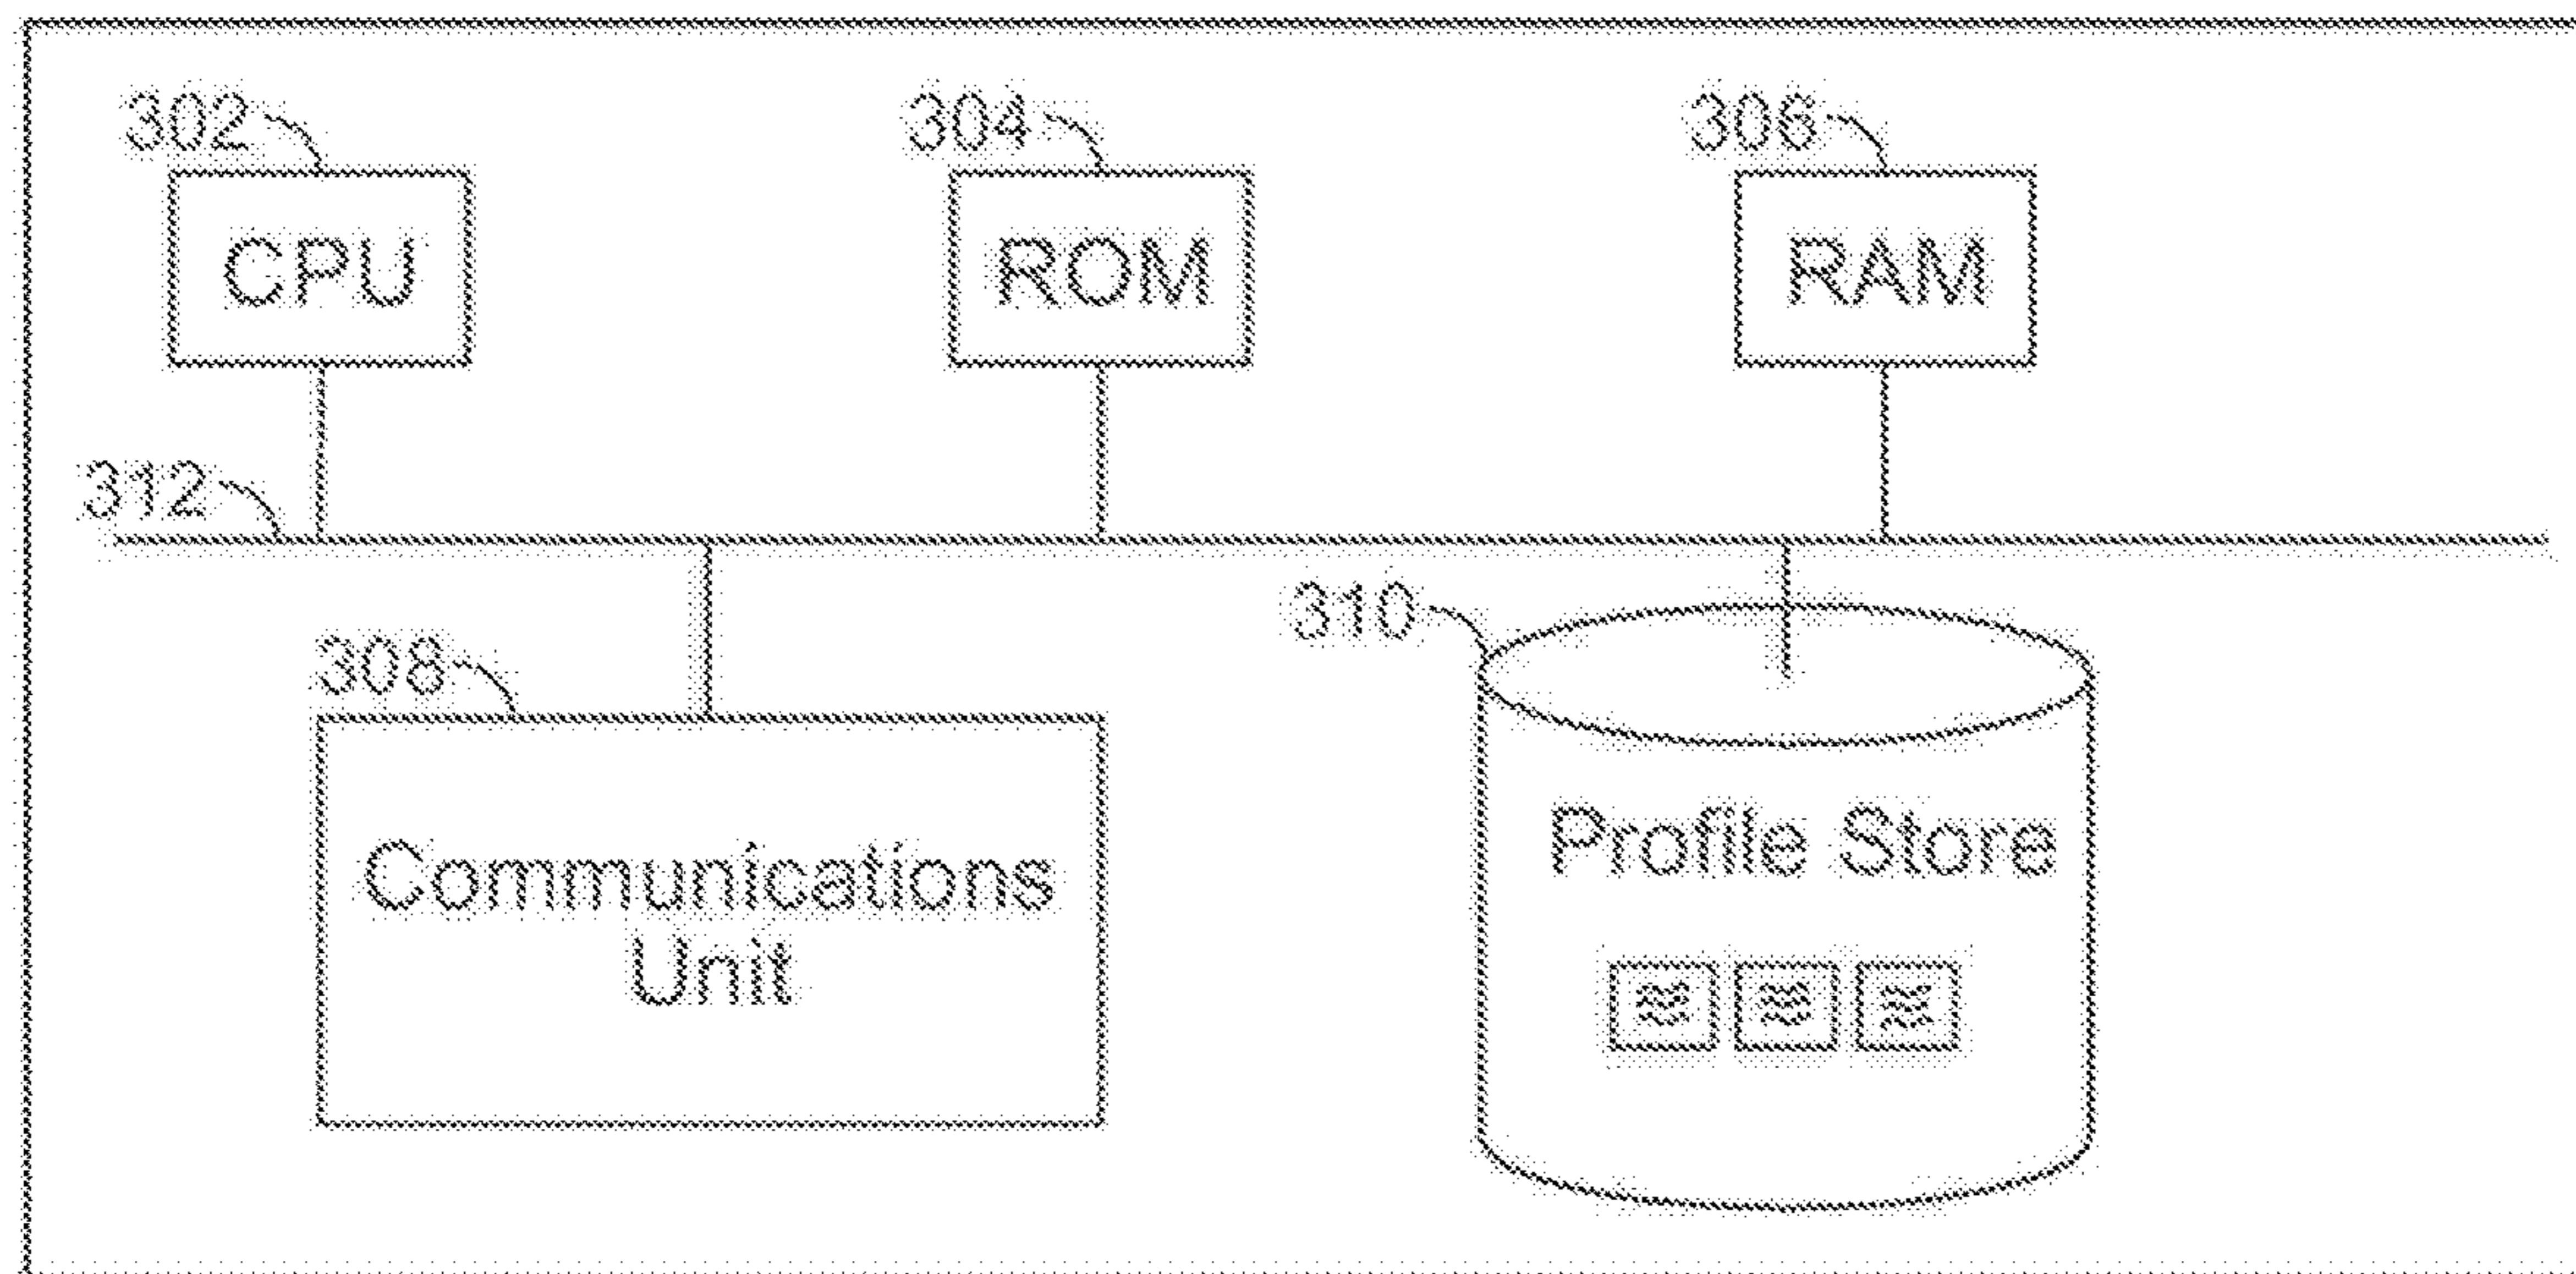 302
304
306
CPU
ROM
RAM
312
310
308
Profile Store
Communications
Unit